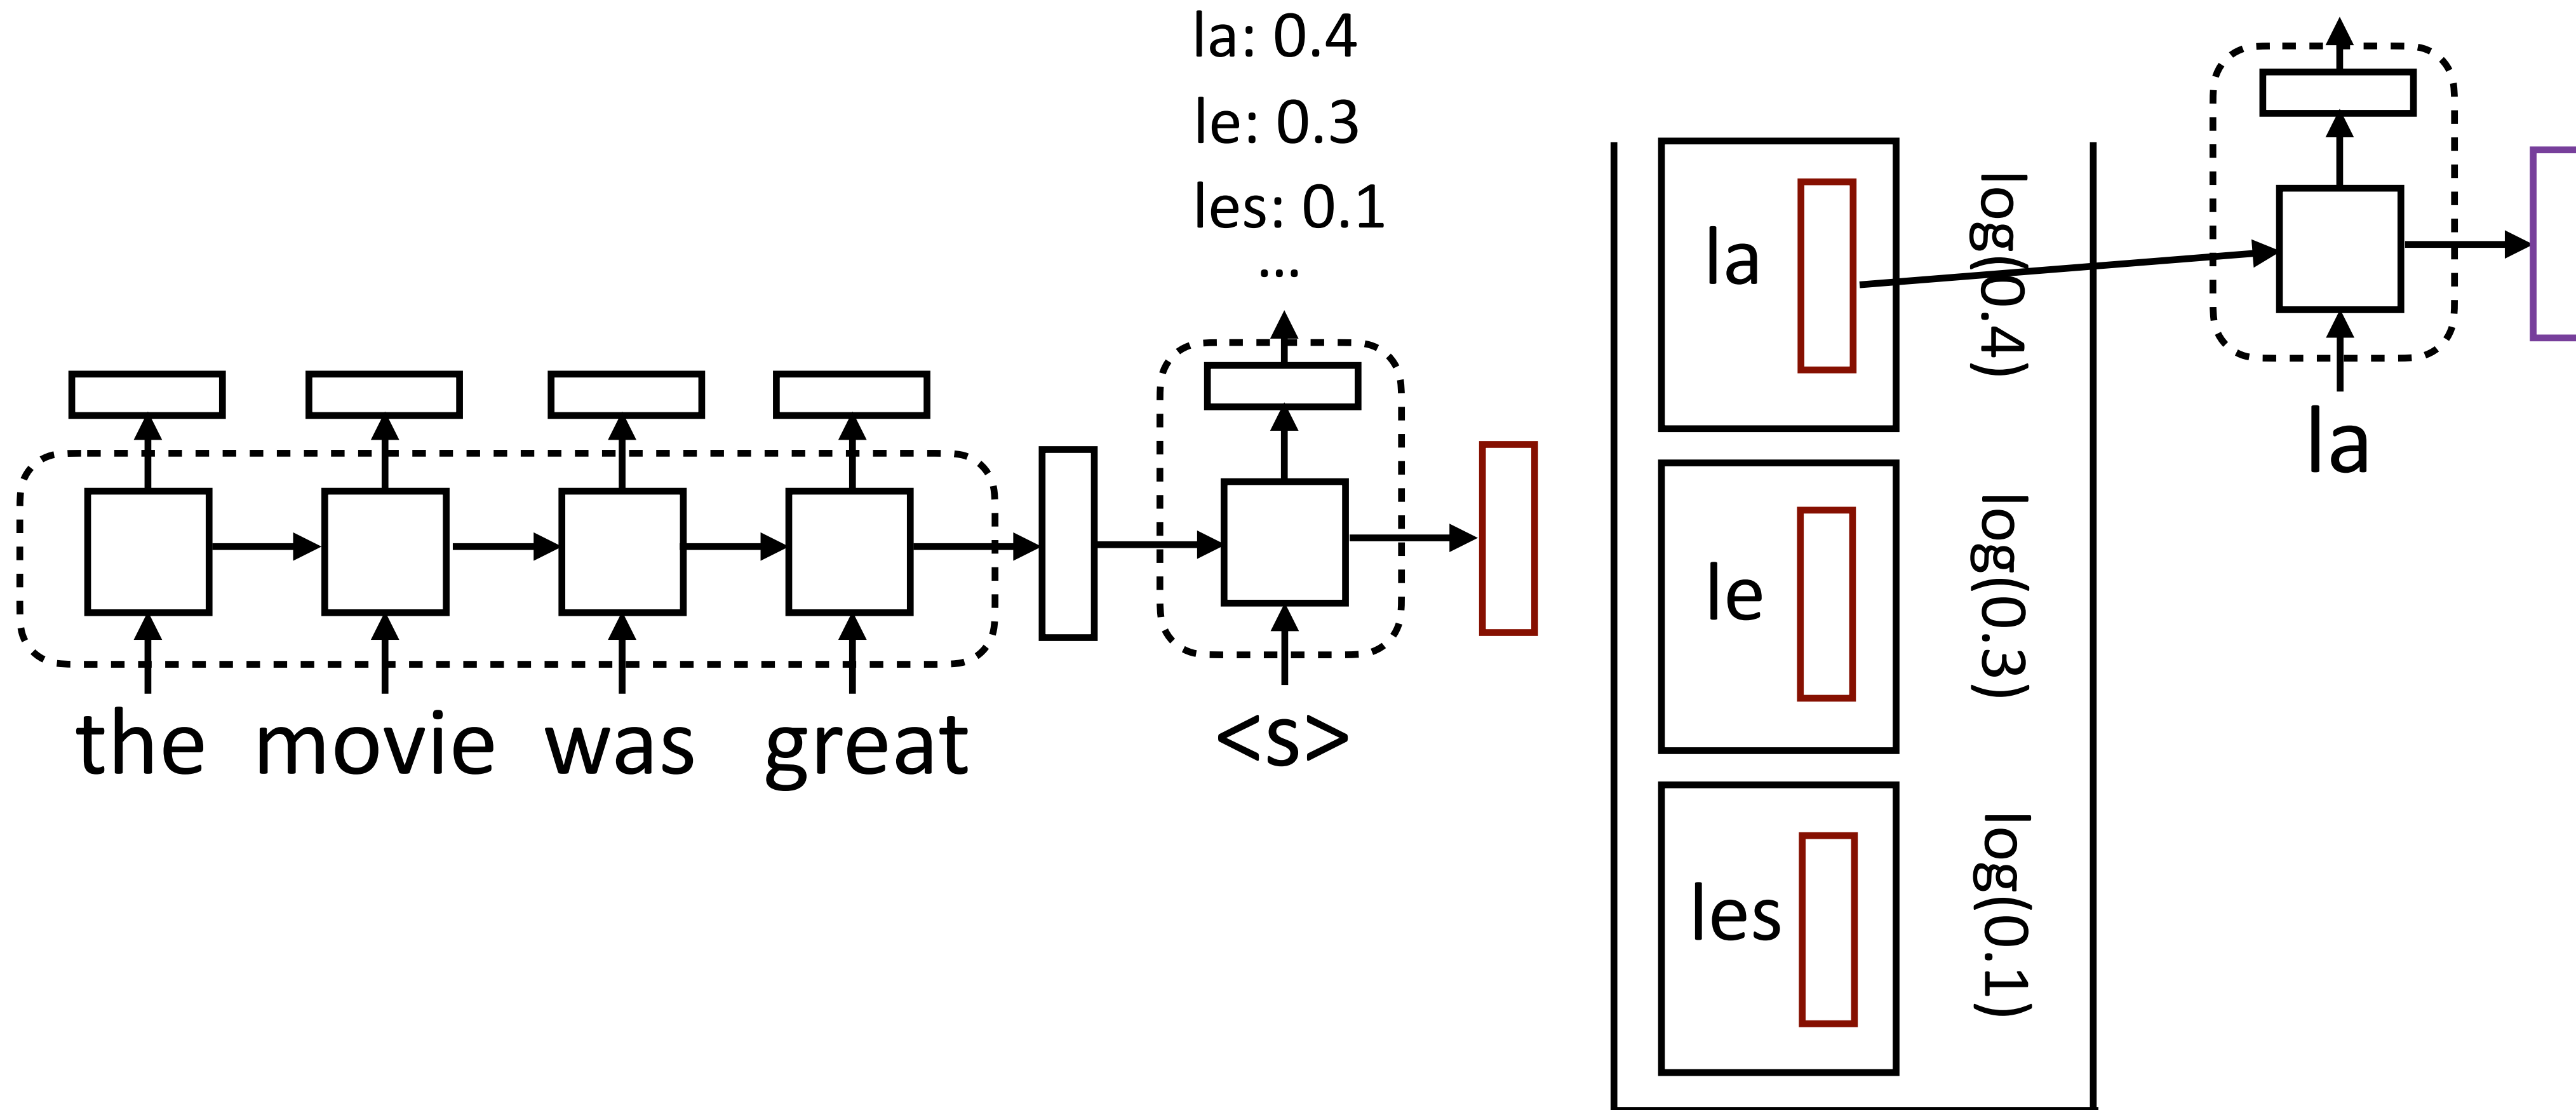 la: 0.4
le: 0.3
les: 0.1
...
the movie was great
<s>
la
log(0.4)
le
log(0.3)
les
log(0.1)
la